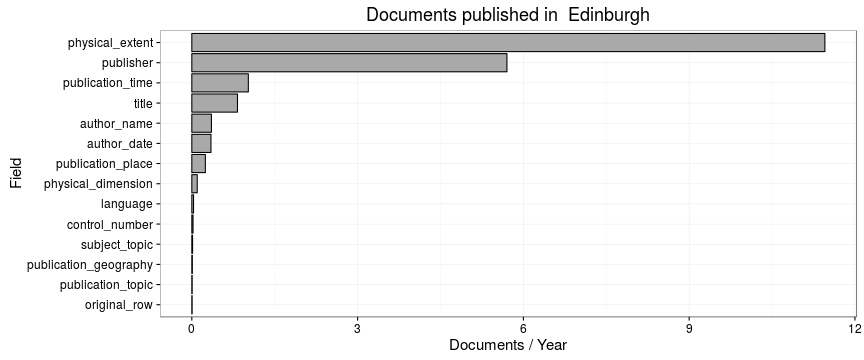 Documents published in  Edinburgh
Field
physical_extent
publisher
publication_time
title
author_name
author_date
publication_place
physical_dimension
language
control_number
subject_topic
publication_geography
publication_topic
original_row
0 3 6 9 12
Documents / Year